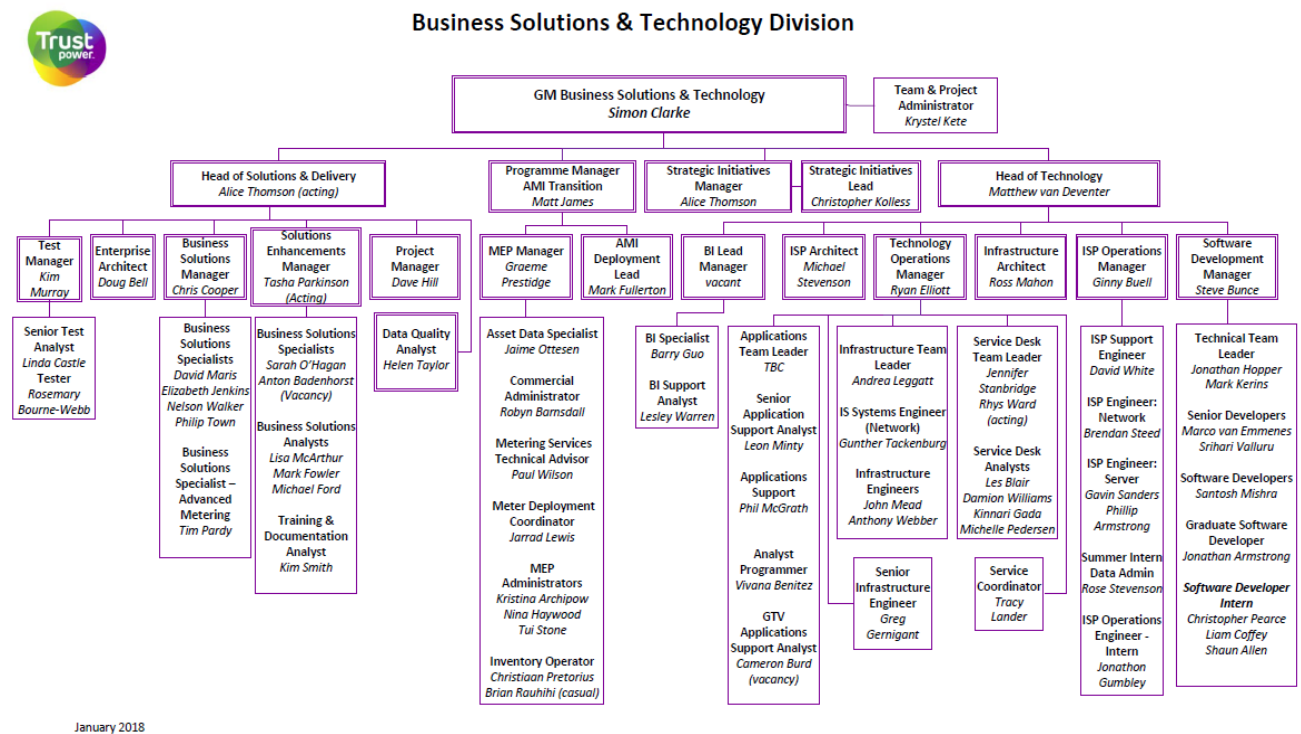 Business Solutions & Technology Division
Trust
power.
GM Business Solutions & Technology
Simon Clarke
Team & Project
Administrator
Krystel Kete
Head of Solutions & Delivery
Alice Thomson (acting)
Programme Manager
AMI Transition
Matt James
Strategic Initiatives
Manager
Alice Thomson
Strategic Initiatives
Lead
Christopher Kolless
Head of Technology
Matthew van Deventer
Test
Manager
Kim
Murray
Enterprise
Architect
Doug Bell
Business
Solutions
Manager
Chris Cooper
Solutions
Enhancements
Manager
Tasha Parkinson
(Acting)
Project
Manager
Dave Hill
MEP Manager
Graeme
Prestidge
AMI
Deployment
Lead
Mark Fullerton
BI Lead
Manager
vacant
ISP Architect
Michael
Stevenson
Technology
Operations
Manager
Ryan Elliott
Infrastructure
Architect
Ross Mahon
ISP Operations
Manager
Ginny Buell
Software
Development
Manager
Steve Bunce
Senior Test
Analyst
Linda Castle
Tester
Rosemary
Bourne-Webb
Business
Solutions
Specialists
David Maris
Elizabeth Jenkins
Nelson Walker
Philip Town
Business
Solutions
Specialist –
Advanced
Metering
Tim Pardy
Business Solutions
Specialists
Sarah O'Hagan
Anton Badenhorst
(Vacancy)
Business Solutions
Analysts
Lisa McArthur
Mark Fowler
Michael Ford
Training &
Documentation
Analyst
Kim Smith
Data Quality
Analyst
Helen Taylor
Asset Data Specialist
Jaime Ottesen
Commercial
Administrator
Robyn Barnsdall
Metering Services
Technical Advisor
Paul Wilson
Meter Deployment
Coordinator
Jarrad Lewis
MEP
Administrators
Kristina Archipow
Nina Haywood
Tui Stone
Inventory Operator
Christiaan Pretorius
Brian Rauhihi (casual)
BI Specialist
Barry Guo
BI Support
Analyst
Lesley Warren
Applications
Team Leader
TBC
Senior
Application
Support Analyst
Leon Minty
Applications
Support
Phil McGrath
Analyst
Programmer
Vivana Benitez
GTV
Applications
Support Analyst
Cameron Burd
(vacancy)
Infrastructure Team
Leader
Andrea Leggatt
IS Systems Engineer
(Network)
Gunther Tackenburg
Infrastructure
Engineers
John Mead
Anthony Webber
Senior
Infrastructure
Engineer
Greg
Gernigant
Service Desk
Team Leader
Jennifer
Stanbridge
Rhys Ward
(acting)
Service Desk
Analysts
Les Blair
Damion Williams
Kinnari Gada
Michelle Pedersen
Service
Coordinator
Tracy
Lander
ISP Support
Engineer
David White
ISP Engineer:
Network
Brendan Steed
ISP Engineer:
Server
Gavin Sanders
Phillip
Armstrong
Summer Intern
Data Admin
Rose Stevenson
ISP Operations
Engineer -
Intern
Jonathon
Gumbley
Technical Team
Leader
Jonathan Hopper
Mark Kerins
Senior Developers
Marco van Emmenes
Srihari Valluru
Software Developers
Santosh Mishra
Graduate Software
Developer
Jonathan Armstrong
Software Developer
Intern
Christopher Pearce
Liam Coffey
Shaun Allen
January 2018